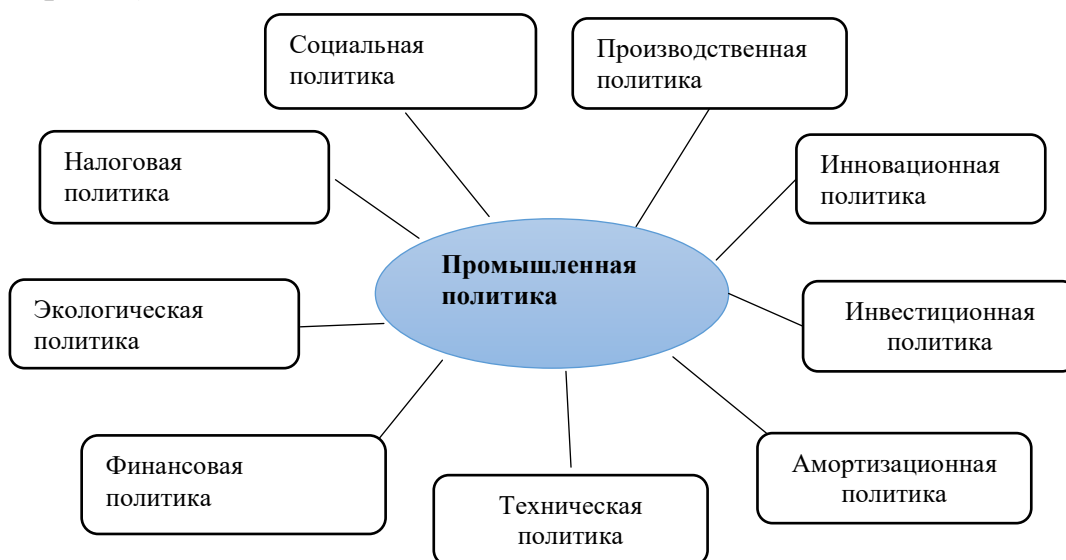 Социальная
политика
Производственная
политика
Налоговая
политика
Инновационная
политика
Промышленная
политика
Экологическая
политика
Инвестиционная
политика
Финансовая
политика
Техническая
политика
Амортизационная
политика